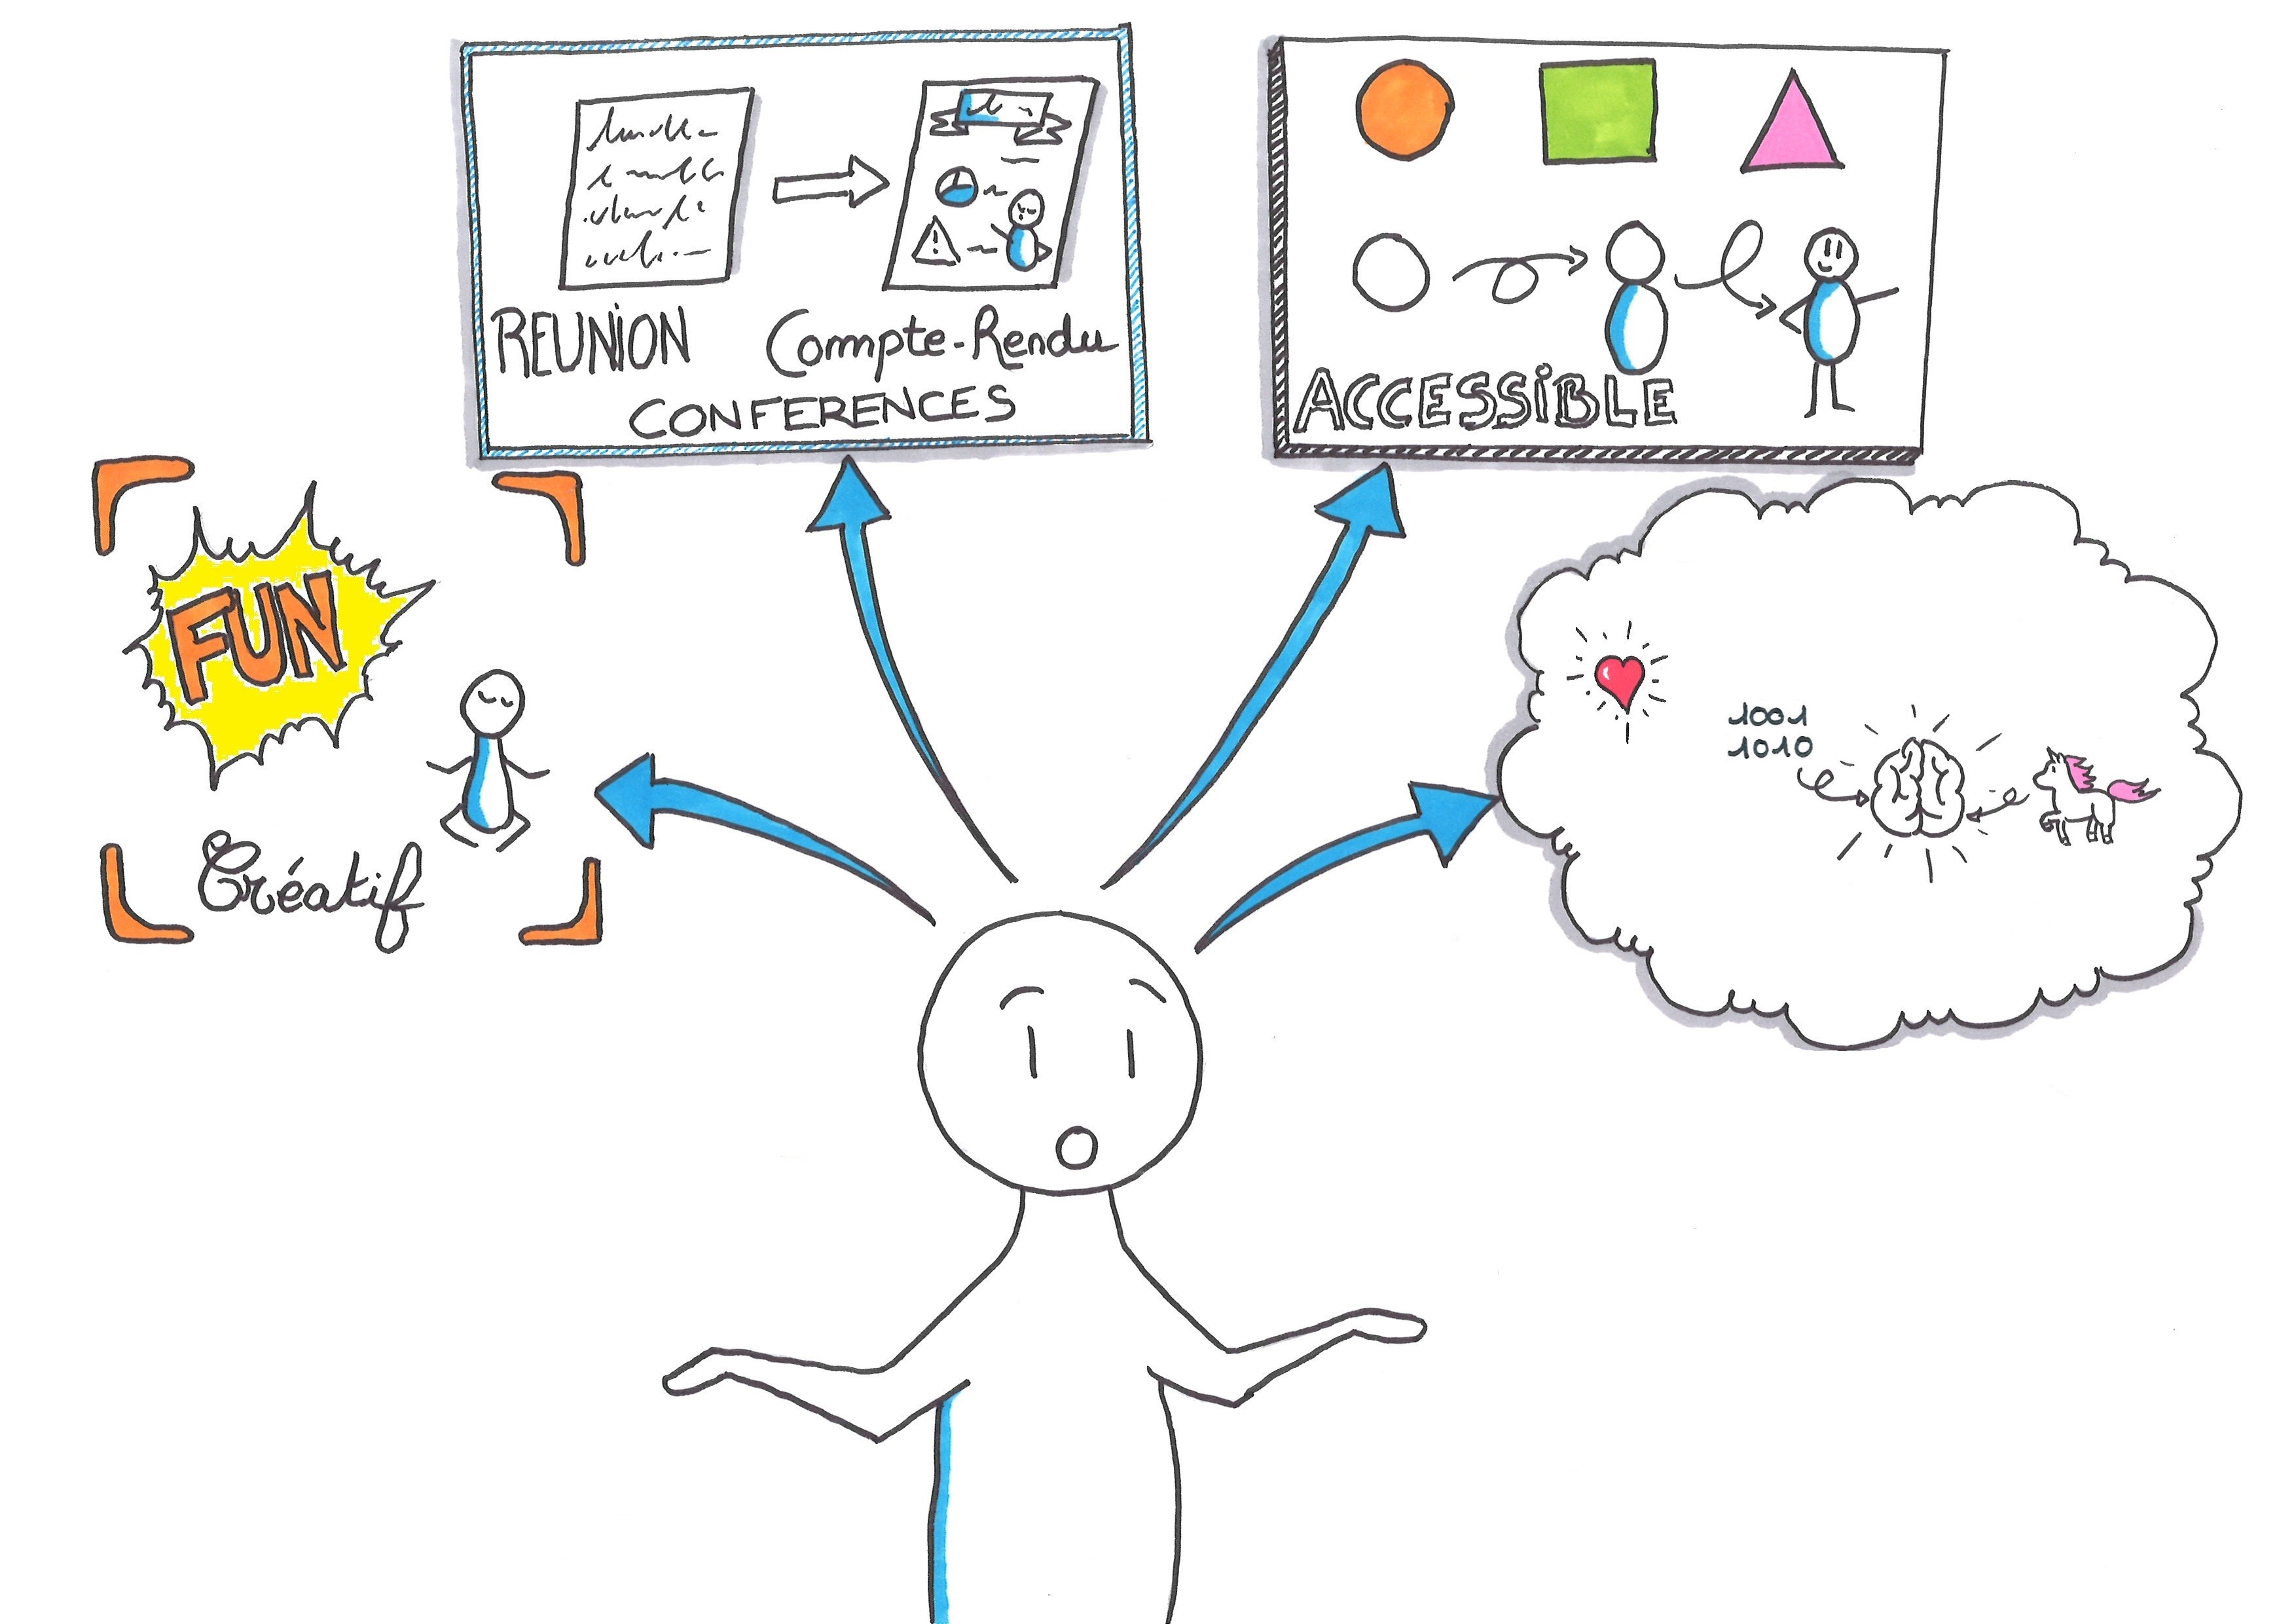 REUNION
Compte-Rendu
CONFERENCES
ACCESSIBLE
FUN
Créatif
1001
1010